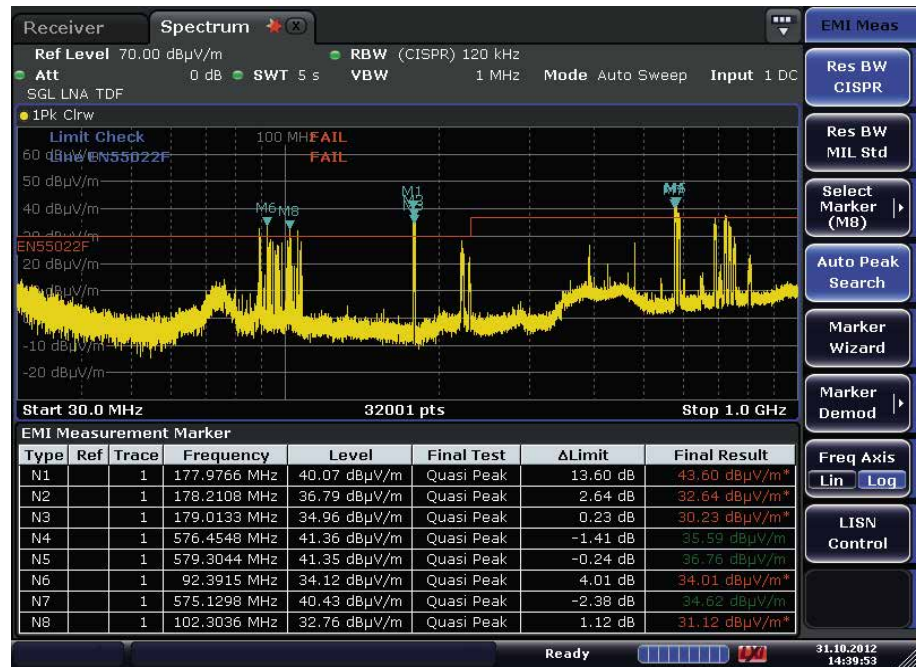 Receiver
Spectrum
EMI Meas
Ref Level 70.00 dBµV/m
RBW (CISPR) 120 kHz
Att 0 dB SWT 5 s VBW 1 MHz Mode Auto Sweep Input 1 DC
SGL LNA TDF
1Pk Clrw
Limit Check 100 MHz FAIL
60 dBµV/m Line EN55022F FAIL
50 dBµV/m
M1
M4
40 dBµV/m
M6 M8
M3
EN55022F
20 dBµV/m
-10 dBµV/m
-20 dBµV/m
Start 30.0 MHz 32001 pts Stop 1.0 GHz
EMI Measurement Marker
Type Ref Trace Frequency Level Final Test ΔLimit Final Result
N1 1 177.9766 MHz 40.07 dBµV/m Quasi Peak 13.60 dB 43.60 dBµV/m*
N2 1 178.2108 MHz 36.79 dBµV/m Quasi Peak 2.64 dB 32.64 dBµV/m*
N3 1 179.0133 MHz 34.96 dBµV/m Quasi Peak 0.23 dB 30.23 dBµV/m*
N4 1 576.4548 MHz 41.36 dBµV/m Quasi Peak -1.41 dB 35.59 dBµV/m
N5 1 579.3044 MHz 41.35 dBµV/m Quasi Peak -0.24 dB 36.76 dBµV/m
N6 1 92.3915 MHz 34.12 dBµV/m Quasi Peak 4.01 dB 34.01 dBµV/m*
N7 1 575.1298 MHz 40.43 dBµV/m Quasi Peak -2.38 dB 34.62 dBµV/m
N8 1 102.3036 MHz 32.76 dBµV/m Quasi Peak 1.12 dB 31.12 dBµV/m*
Res BW
CISPR
Res BW
MIL Std
Select
Marker
(M8)
Auto Peak
Search
Marker
Wizard
Marker
Demod
Freq Axis
Lin Log
LISN
Control
Ready
LXI
31.10.2012
14:39:53